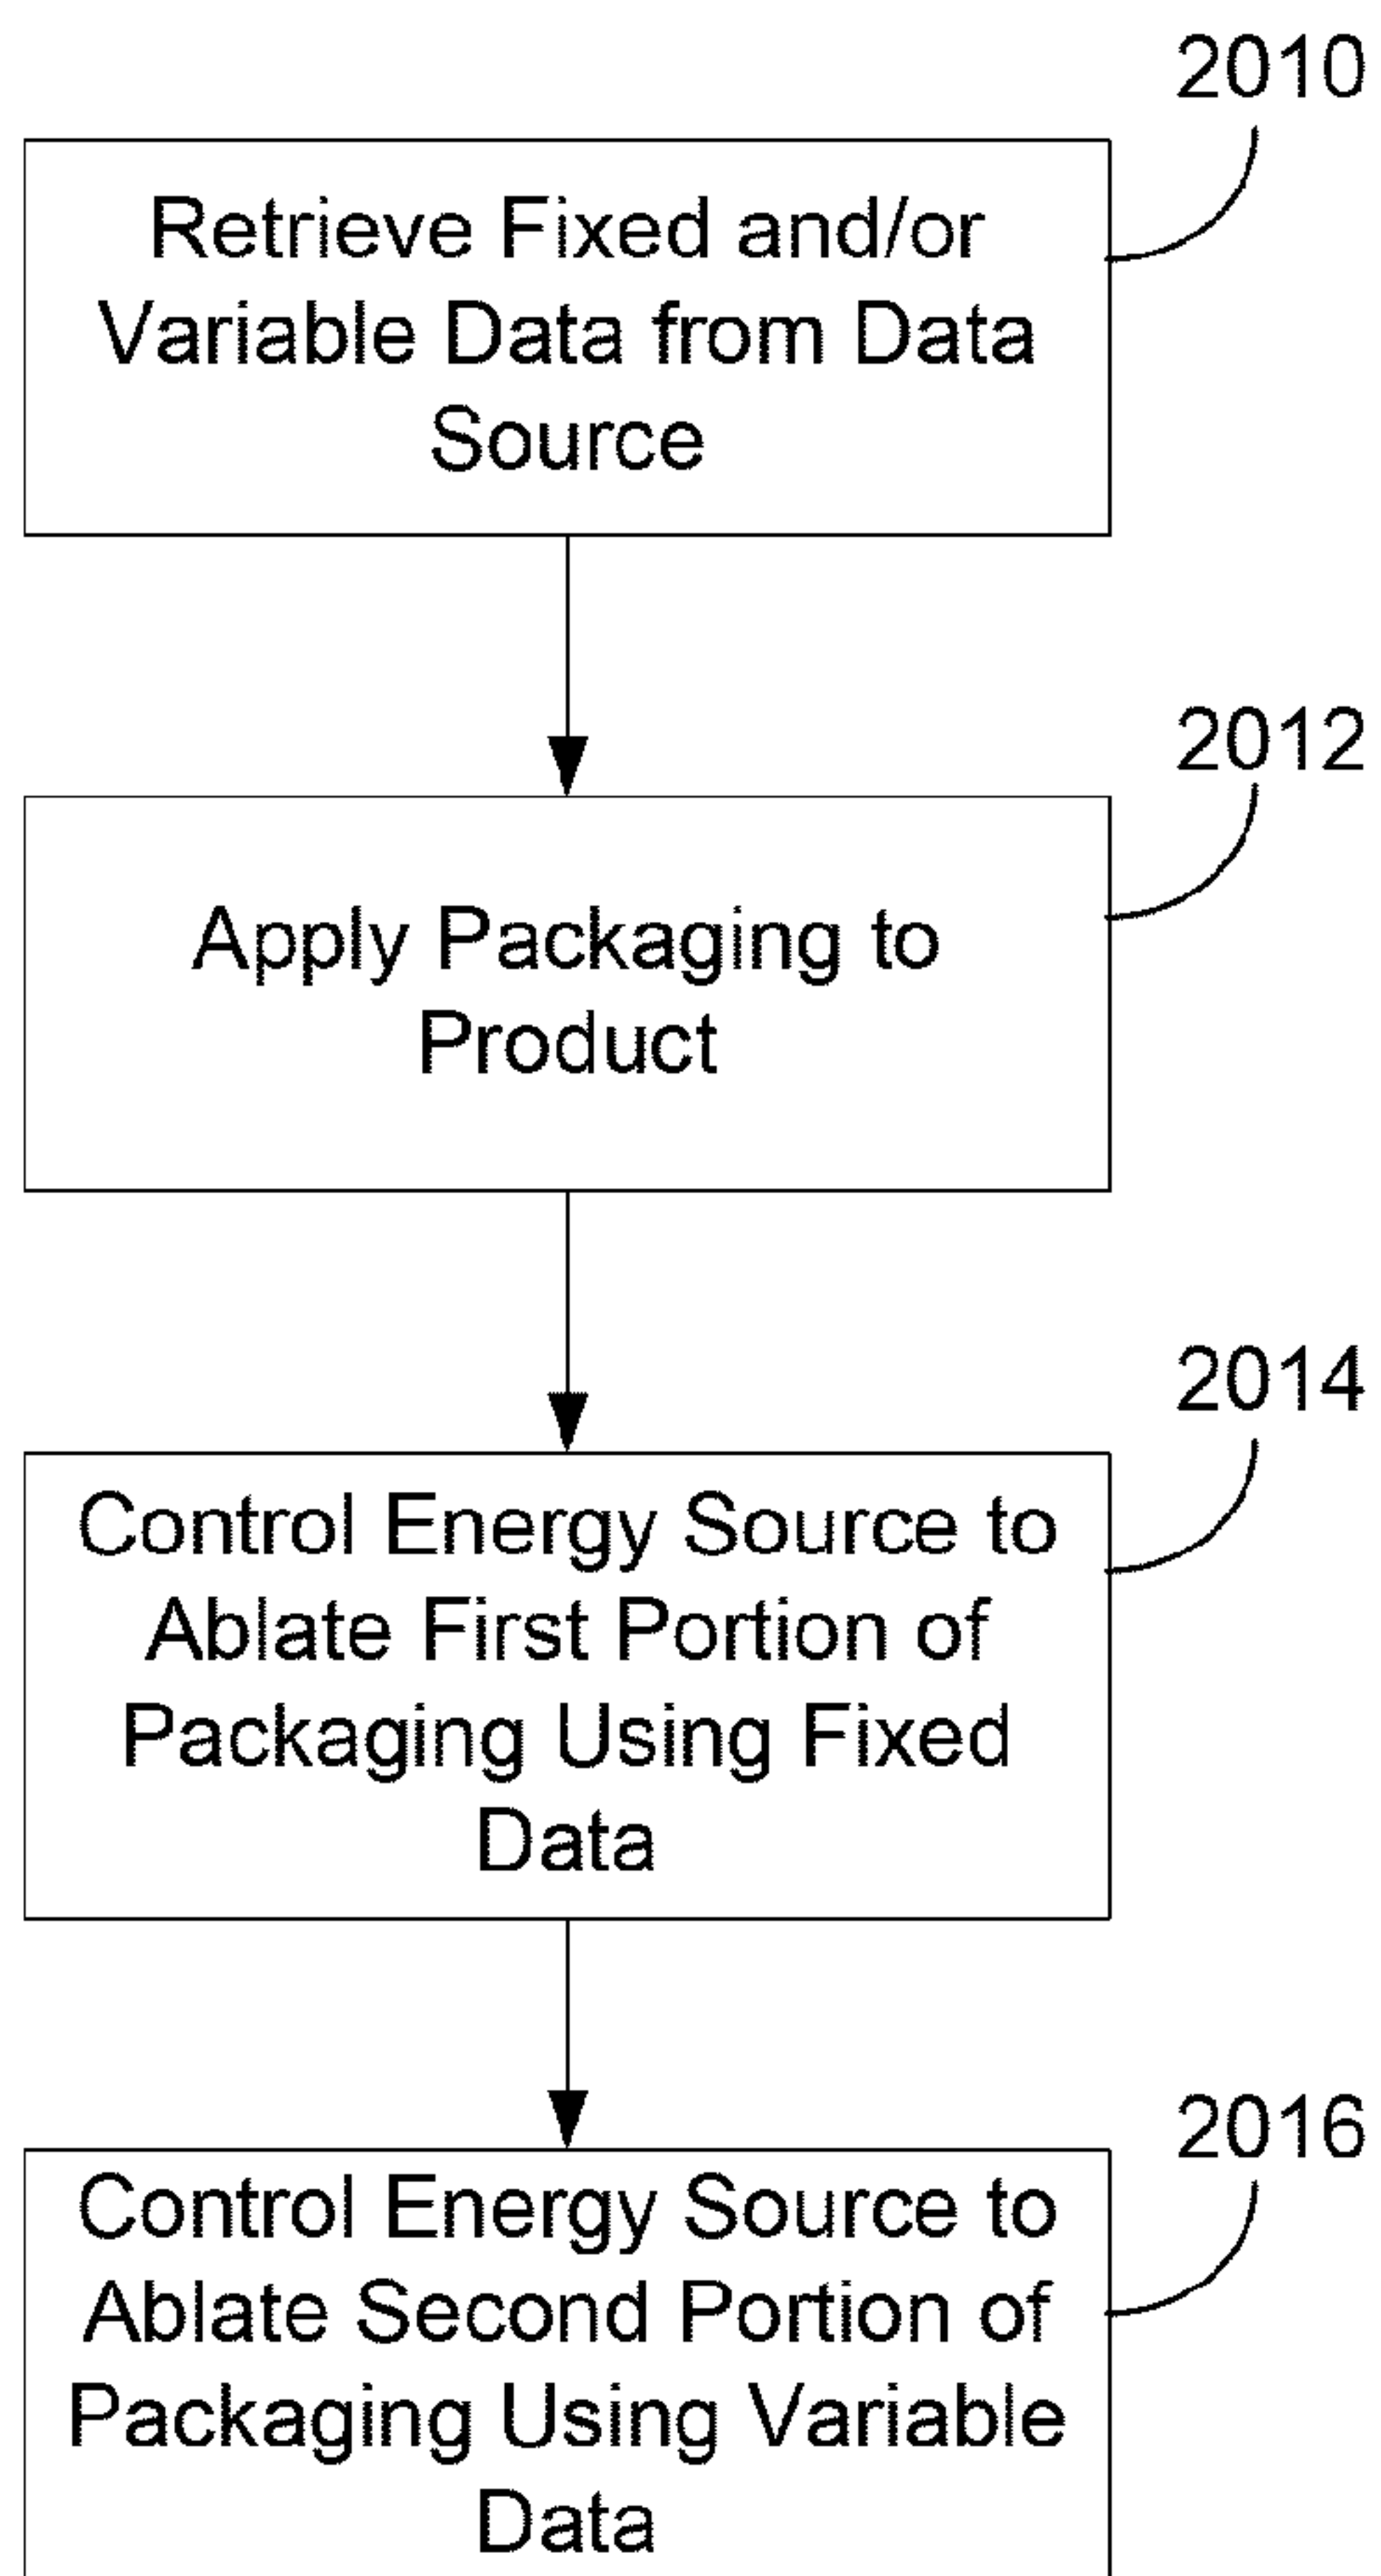 2010
Retrieve Fixed and/or
Variable Data from Data
Source
2012
Apply Packaging to
Product
2014
Control Energy Source to
Ablate First Portion of
Packaging Using Fixed
Data
2016
Control Energy Source to
Ablate Second Portion of
Packaging Using Variable
Data